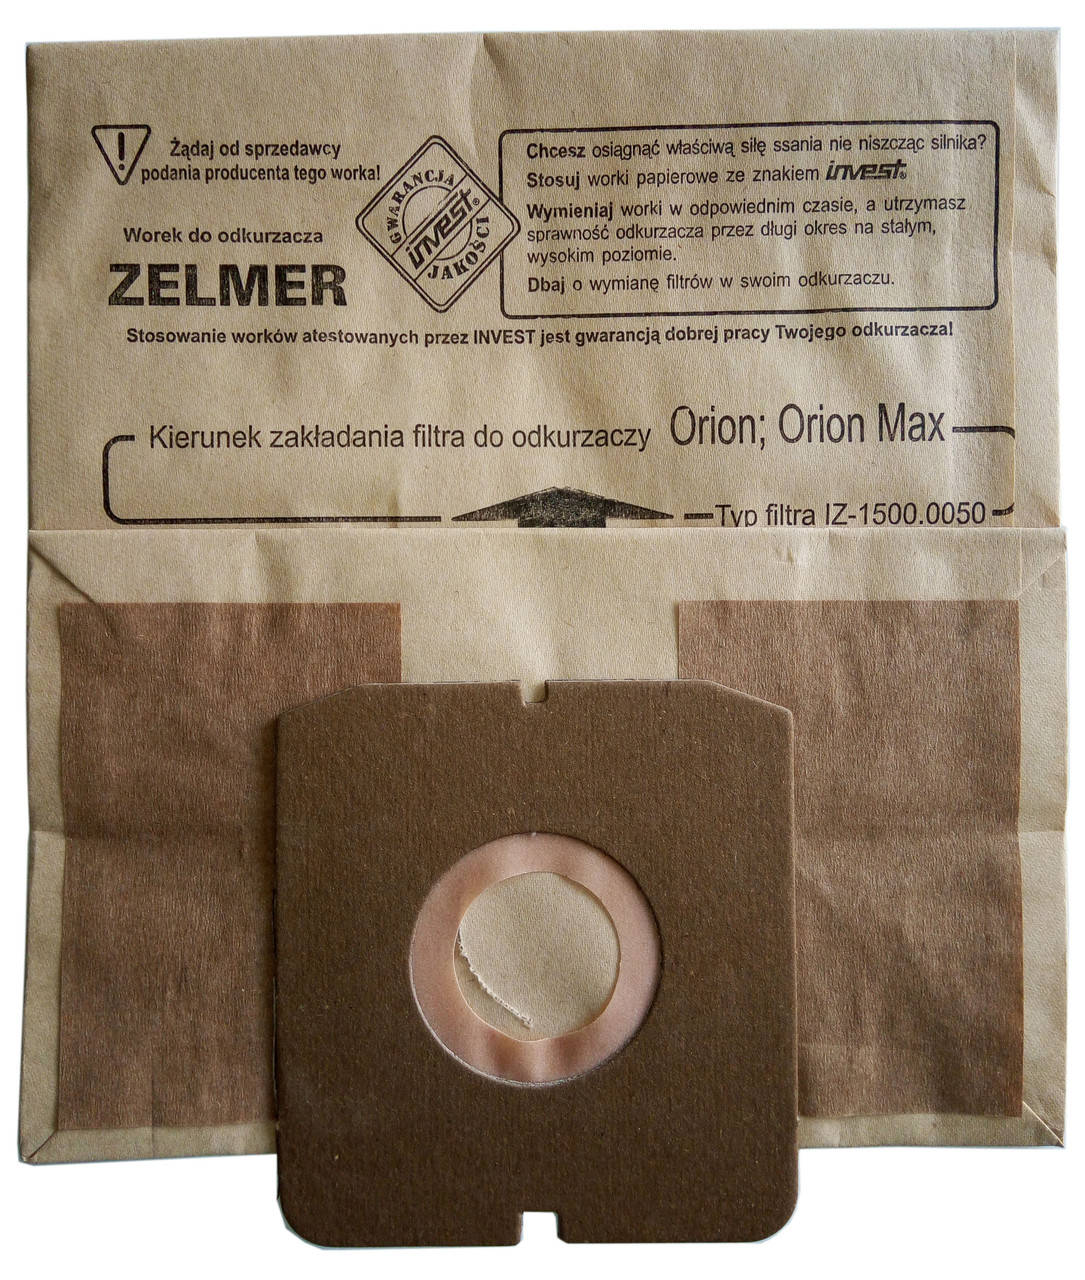 Żądaj od sprzedawcy
podania producenta tego worka!
Worek do odkurzacza
ZELMER
GWARANCJA
invest®
JAKOŚCI
Chcesz osiągnąć właściwą siłę ssania nie niszcząc silnika?
Stosuj worki papierowe ze znakiem invest®
Wymieniaj worki w odpowiednim czasie, a utrzymasz
sprawność odkurzacza przez długi okres na stałym,
wysokim poziomie.
Dbaj o wymianę filtrów w swoim odkurzaczu.
Stosowanie worków atestowanych przez INVEST jest gwarancją dobrej pracy Twojego odkurzacza!
Kierunek zakładania filtra do odkurzaczy Orion; Orion Max
Typ filtra IZ-1500.0050